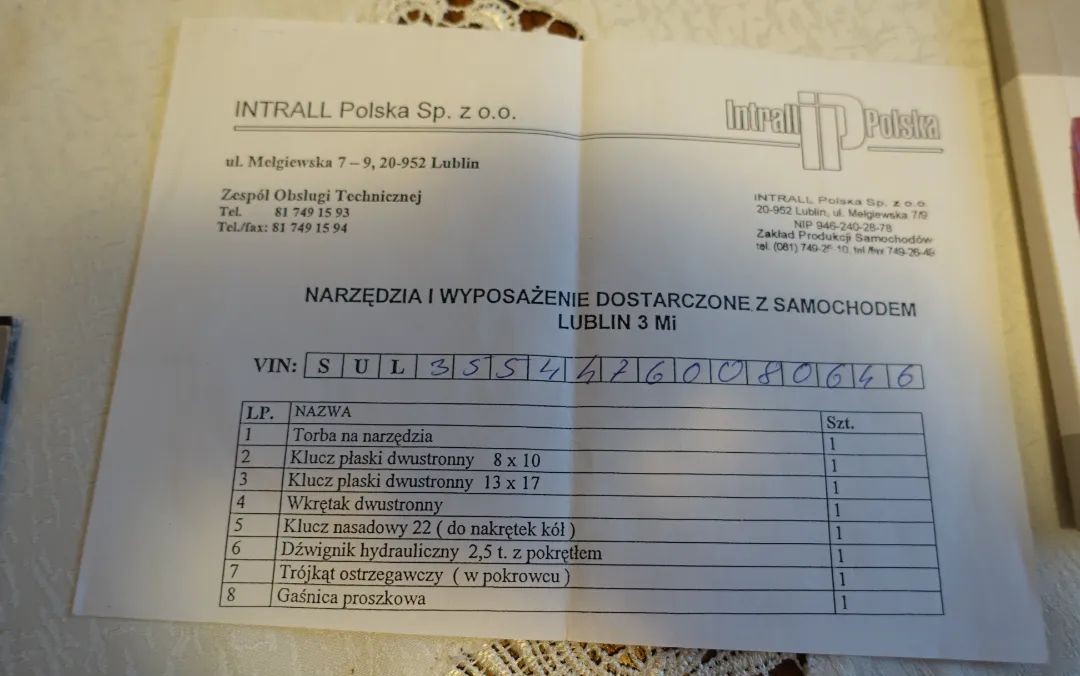 INTRALL Polska Sp. z o.o.
Intrall iP Polska
ul. Mełgiewska 7 – 9, 20-952 Lublin
Zespół Obsługi Technicznej
Tel. 81 749 15 93
Tel./fax: 81 749 15 94
INTRALL Polska Sp. z o.o.
20-952 Lublin, ul. Mełgiewska 7/9
NIP 946-240-28-78
Zakład Produkcji Samochodów
tel. (081) 749-26-49
NARZĘDZIA I WYPOSAŻENIE DOSTARCZONE Z SAMOCHODEM
LUBLIN 3 Mi
VIN: S U L 3 5 5 4 4 7 6 0 0 8 0 6 4 6
LP. NAZWA Szt.
1 Torba na narzędzia 1
2 Klucz płaski dwustronny 8 x 10 1
3 Klucz płaski dwustronny 13 x 17 1
4 Wkrętak dwustronny 1
5 Klucz nasadowy 22 ( do nakrętek kół ) 1
6 Dźwignik hydrauliczny 2,5 t. z pokrętłem 1
7 Trójkąt ostrzegawczy ( w pokrowcu ) 1
8 Gaśnica proszkowa 1